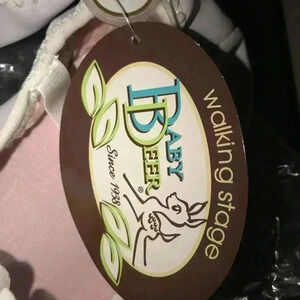 BABY
DEER
®
Since 1938
walking stage